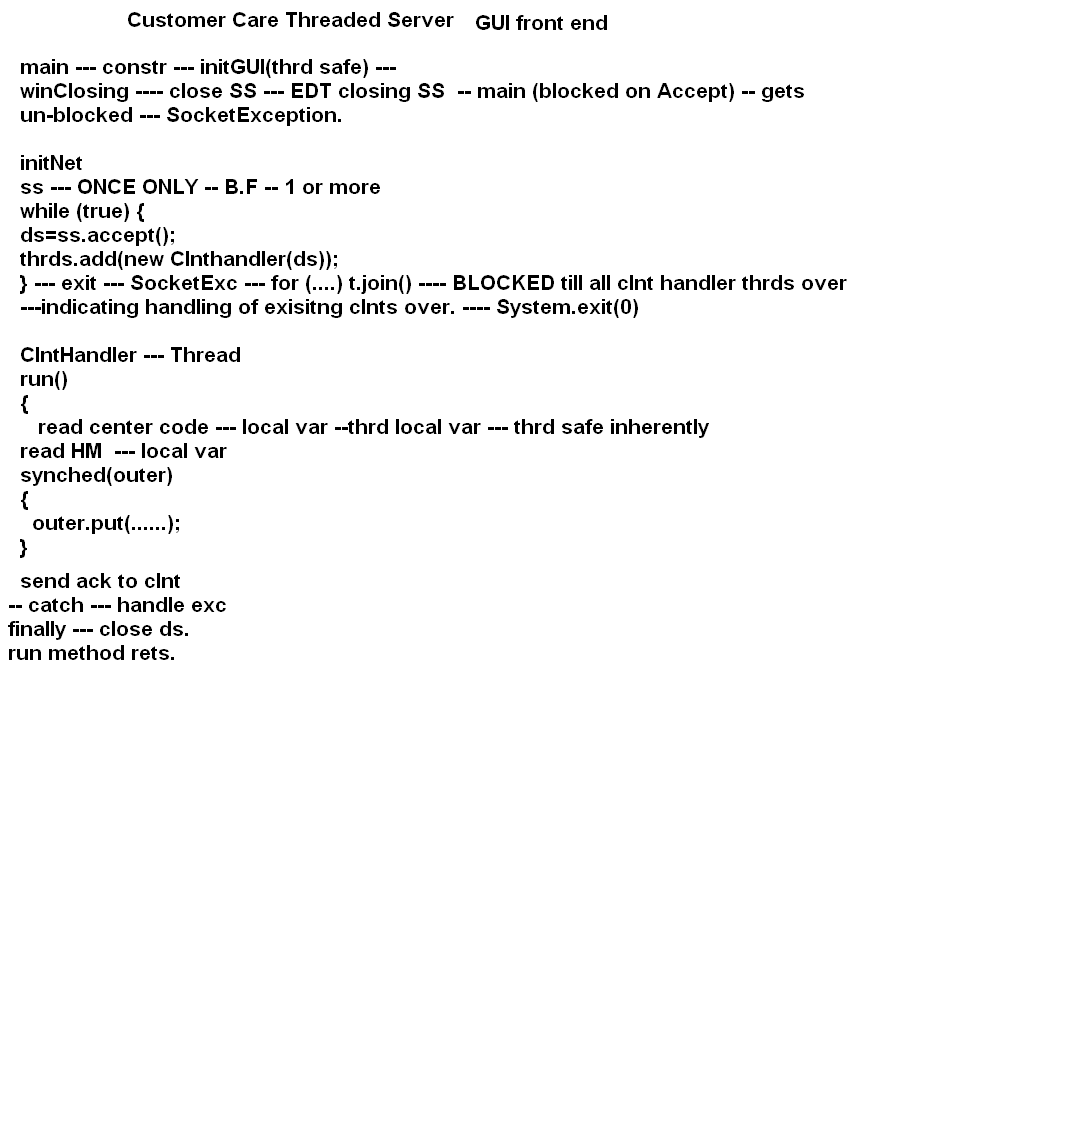 Customer Care Threaded Server GUI front end
main --- constr --- initGUI(thrd safe) ---
winClosing ---- close SS --- EDT closing SS -- main (blocked on Accept) -- gets
un-blocked --- SocketException.
initNet
ss --- ONCE ONLY -- B.F -- 1 or more
while (true) {
ds=ss.accept();
thrds.add(new Clnthandler(ds));
} --- exit --- SocketExc --- for (....) t.join() ---- BLOCKED till all clnt handler thrds over
---indicating handling of exisitng clnts over. ---- System.exit(0)
ClntHandler --- Thread
run()
{
read center code --- local var --thrd local var --- thrd safe inherently
read HM --- local var
synched(outer)
{
outer.put(......);
}
send ack to clnt
-- catch --- handle exc
finally --- close ds.
run method rets.